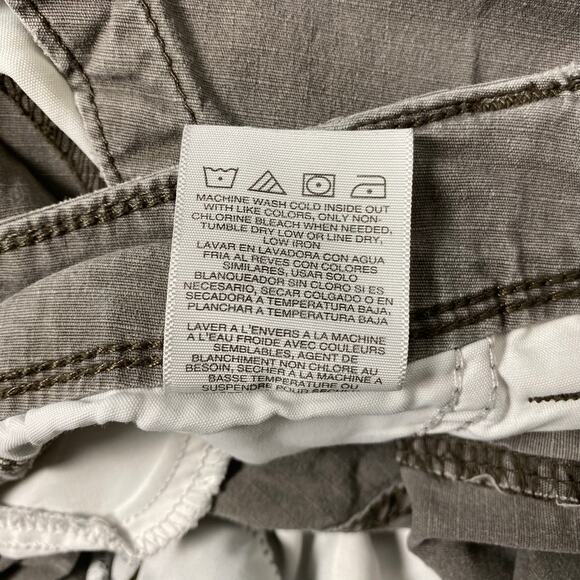 MACHINE WASH COLD INSIDE OUT
WITH LIKE COLORS, ONLY NON-
CHLORINE BLEACH WHEN NEEDED,
TUMBLE DRY LOW OR LINE DRY,
LOW IRON
LAVAR EN LAVADORA CON AGUA
FRIA AL REVES CON COLORES
SIMILARES, USAR SOLO
BLANQUEADOR SIN CLORO SI ES
NECESARIO, SECAR COLGADO O EN
SECADORA A TEMPERATURA BAJA,
PLANCHAR A TEMPERATURA BAJA
LAVER A L'ENVERS A LA MACHINE
A L'EAU FROIDE AVEC COULEURS
SEMBLABLES, AGENT DE
BLANCHIMENT NON CHLORE AU
BESOIN, SECHER A LA MACHINE A
BASSE TEMPERATURE OU
SUSPENDRE POUR SECHER